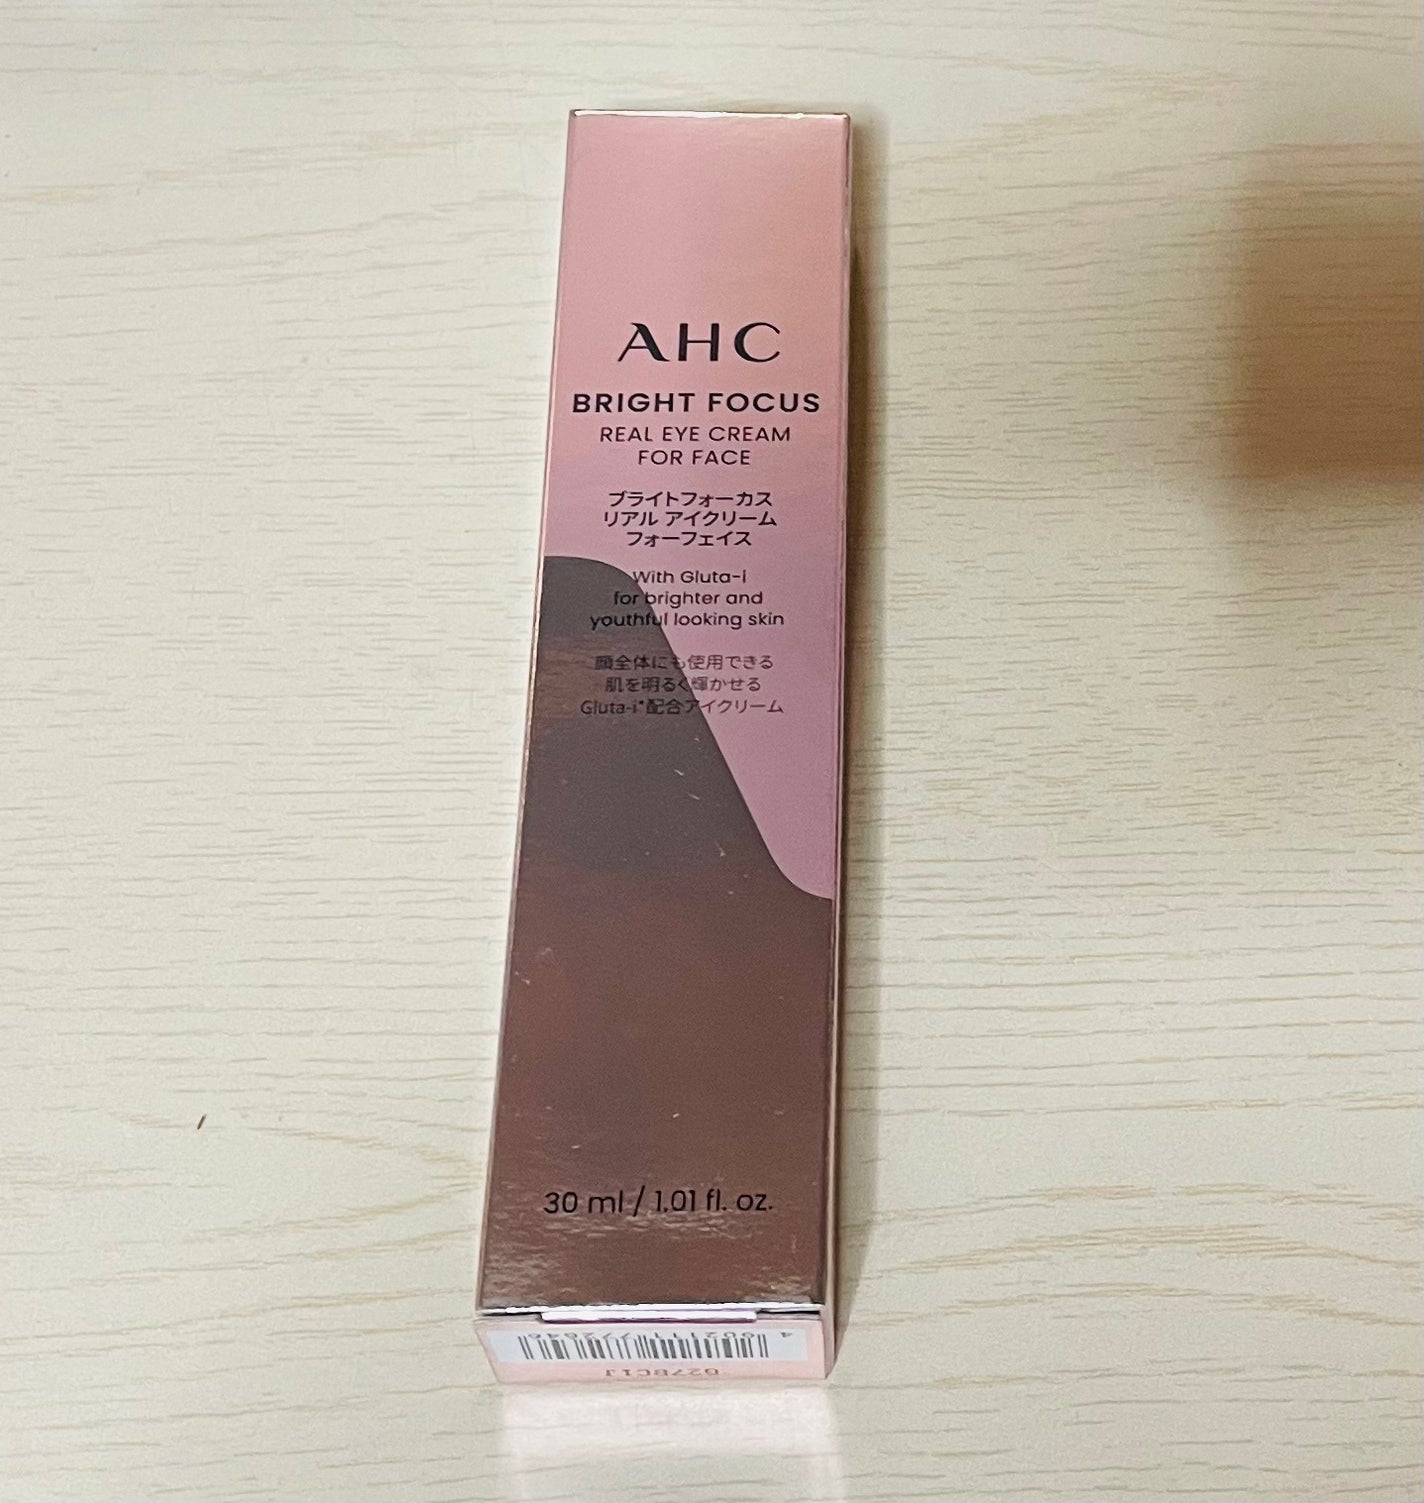 AHC
BRIGHT FOCUS
REAL EYE CREAM
FOR FACE
ブライトフォーカス
リアル アイクリーム
フォーフェイス
With Gluta-i
for brighter and
youthful looking skin
顔全体にも使用できる
肌を明るく輝かせる
Gluta-i*配合アイクリーム
30 ml / 1.01 fl. oz.